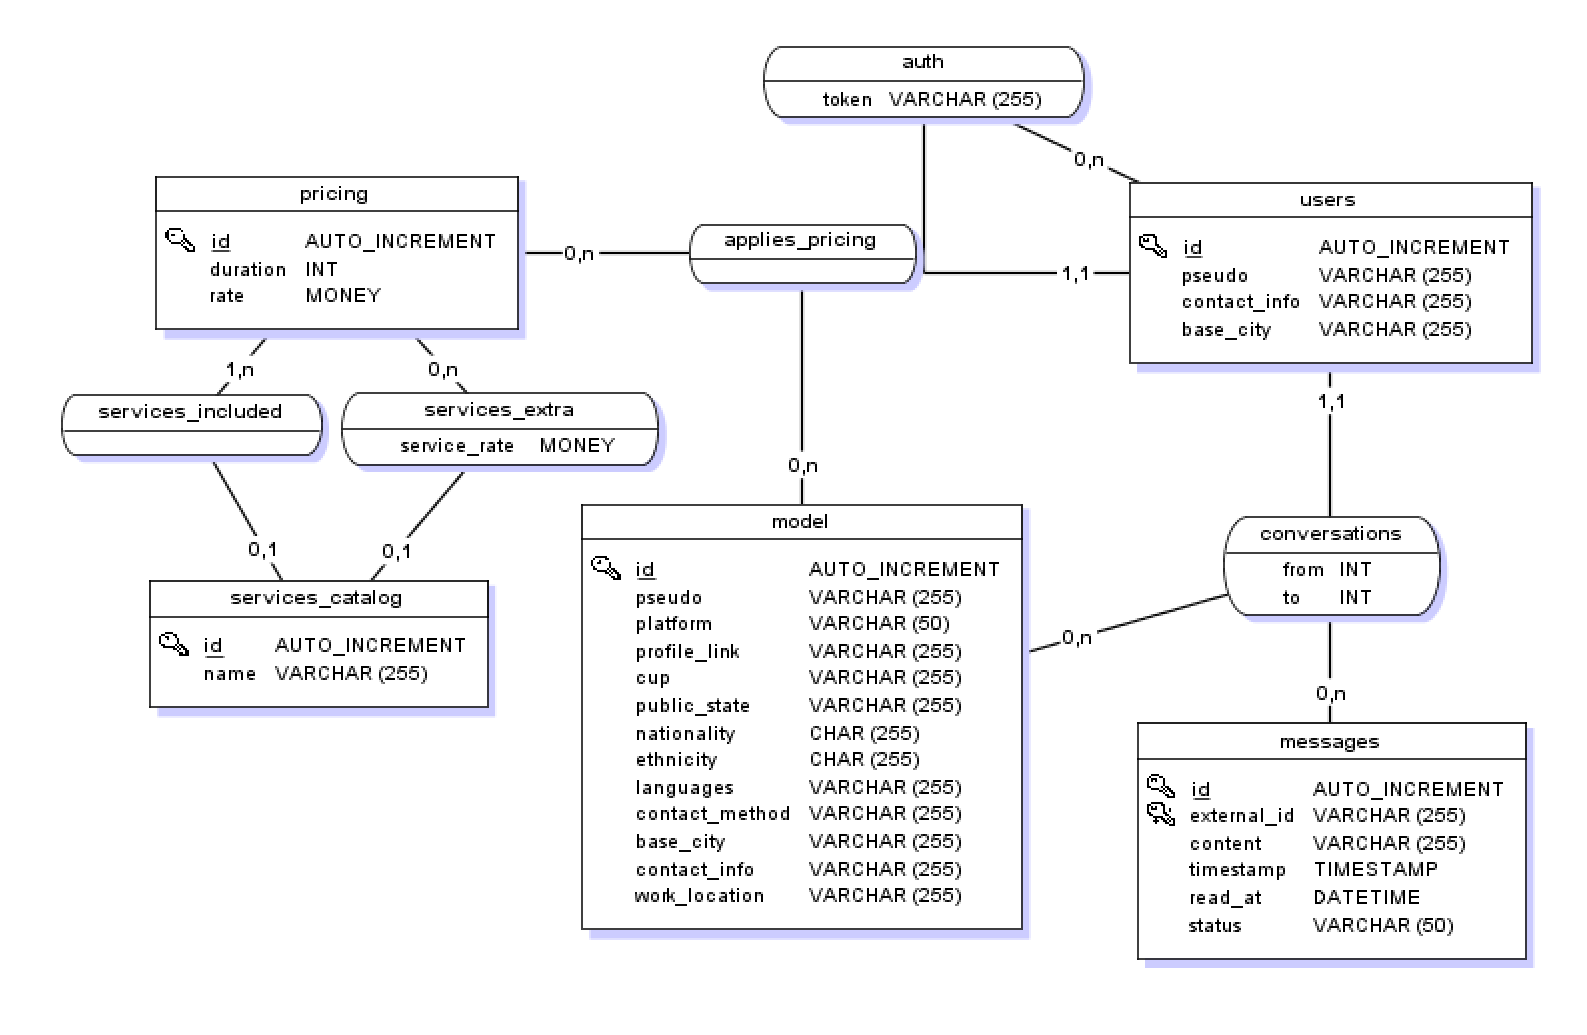 auth
token VARCHAR (255)
0,n
pricing
id AUTO_INCREMENT
duration INT
rate MONEY
applies_pricing
0,n
users
id AUTO_INCREMENT
pseudo VARCHAR (255)
contact_info VARCHAR (255)
base_city VARCHAR (255)
1,1
1,n
0,n
services_included
services_extra
service_rate MONEY
1,1
0,n
0,1
0,1
services_catalog
id AUTO_INCREMENT
name VARCHAR (255)
model
id AUTO_INCREMENT
pseudo VARCHAR (255)
platform VARCHAR (50)
profile_link VARCHAR (255)
cup VARCHAR (255)
public_state VARCHAR (255)
nationality CHAR (255)
ethnicity CHAR (255)
languages VARCHAR (255)
contact_method VARCHAR (255)
base_city VARCHAR (255)
contact_info VARCHAR (255)
work_location VARCHAR (255)
conversations
from INT
to INT
0,n
0,n
messages
id AUTO_INCREMENT
external_id VARCHAR (255)
content VARCHAR (255)
timestamp TIMESTAMP
read_at DATETIME
status VARCHAR (50)